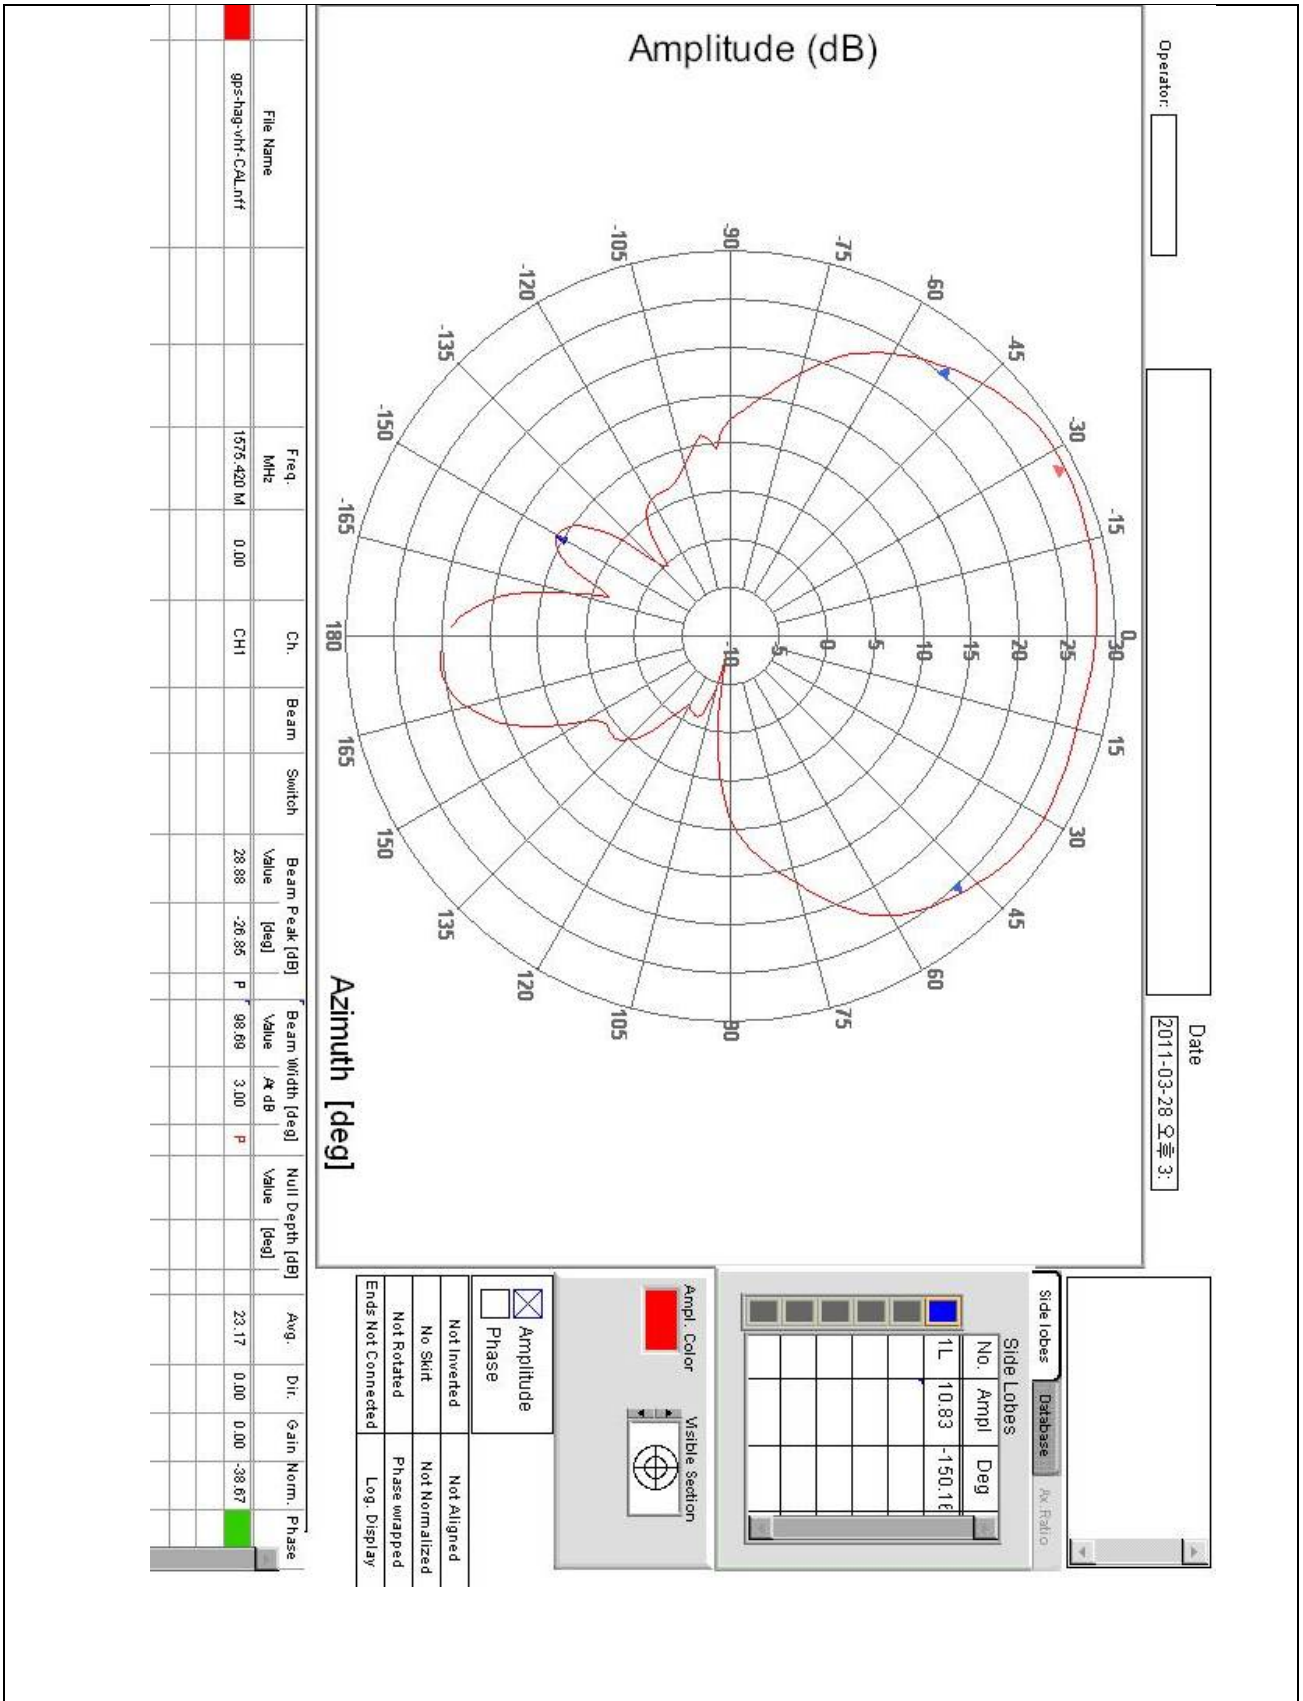 Operator:
Date
2011-03-28 오후 3:
Amplitude (dB)
0
-15
15
-30
30
-45
45
-60
60
-75
75
-90
90
-105
105
-120
120
-135
135
-150
150
-165
165
180
30
25
20
15
10
5
0
-5
-10
Azimuth [deg]
Side lobes Database Ax.Ratio
Side Lobes
No. Ampl Deg
1L 10.83 -150.16
Ampl. Color Visible Section
Amplitude
Phase
Not Inverted Not Aligned
No Skirt Not Normalized
Not Rotated Phase wrapped
Ends Not Connected Log. Display
File Name Freq. MHz Ch. Beam Switch Beam Peak [dB] Value [deg] Beam Width [deg] Value At dB Null Depth [dB] Value [deg] Avg. Dir. Gain Norm. Phase
gps-hag-vhf-CAL.nff 1575.420 M 0.00 CH1 28.88 -26.85 P 98.69 3.00 P 23.17 0.00 0.00 -38.67